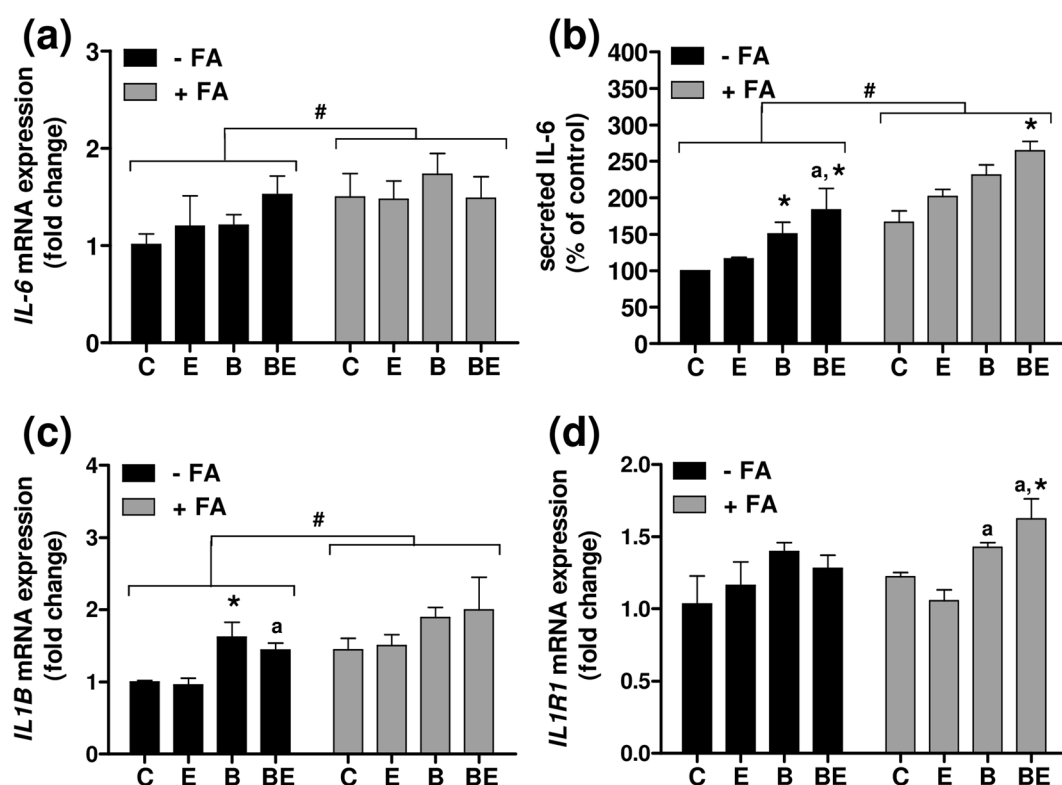 (a)
IL-6 mRNA expression
(fold change)
3
2
1
0
- FA
+ FA
#
C E B BE C E B BE
(b)
secreted IL-6
(% of control)
400
350
300
250
200
150
100
50
0
- FA
+ FA
#
*
a, *
*
C E B BE C E B BE
(c)
IL1B mRNA expression
(fold change)
4
3
2
1
0
- FA
+ FA
#
*
a
C E B BE C E B BE
(d)
IL1R1 mRNA expression
(fold change)
2.0
1.5
1.0
0.5
0.0
- FA
+ FA
a
a, *
C E B BE C E B BE